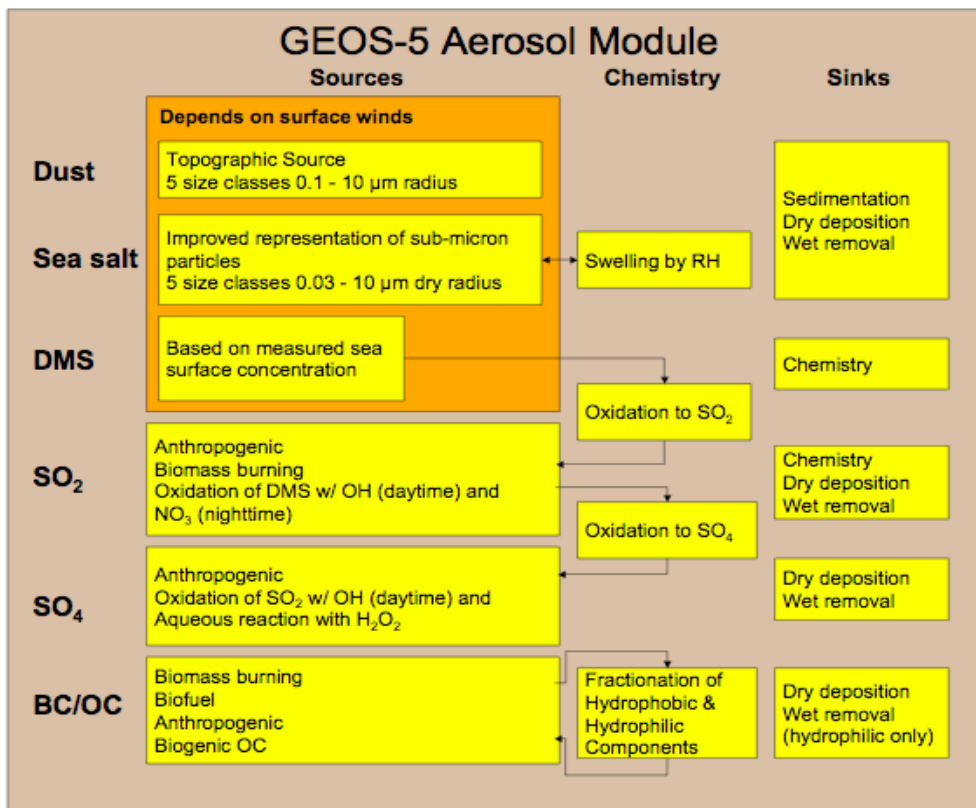 GEOS-5 Aerosol Module
Sources
Chemistry
Sinks
Depends on surface winds
Dust
Topographic Source
5 size classes 0.1 - 10 µm radius
Sedimentation
Dry deposition
Wet removal
Sea salt
Improved representation of sub-micron
particles
5 size classes 0.03 - 10 µm dry radius
Swelling by RH
DMS
Based on measured sea
surface concentration
Oxidation to SO₂
Chemistry
SO₂
Anthropogenic
Biomass burning
Oxidation of DMS w/ OH (daytime) and
NO₃ (nighttime)
Oxidation to SO₄
Chemistry
Dry deposition
Wet removal
SO₄
Anthropogenic
Oxidation of SO₂ w/ OH (daytime) and
Aqueous reaction with H₂O₂
Dry deposition
Wet removal
BC/OC
Biomass burning
Biofuel
Anthropogenic
Biogenic OC
Fractionation of
Hydrophobic &
Hydrophilic
Components
Dry deposition
Wet removal
(hydrophilic only)